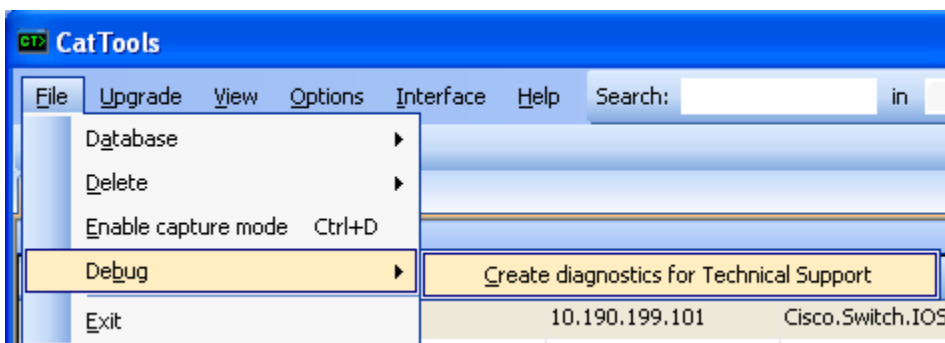 CT> CatTools
File Upgrade View Options Interface Help Search: in
Database
Delete
Enable capture mode Ctrl+D
Debug Create diagnostics for Technical Support
Exit 10.190.199.101 Cisco.Switch.IOS